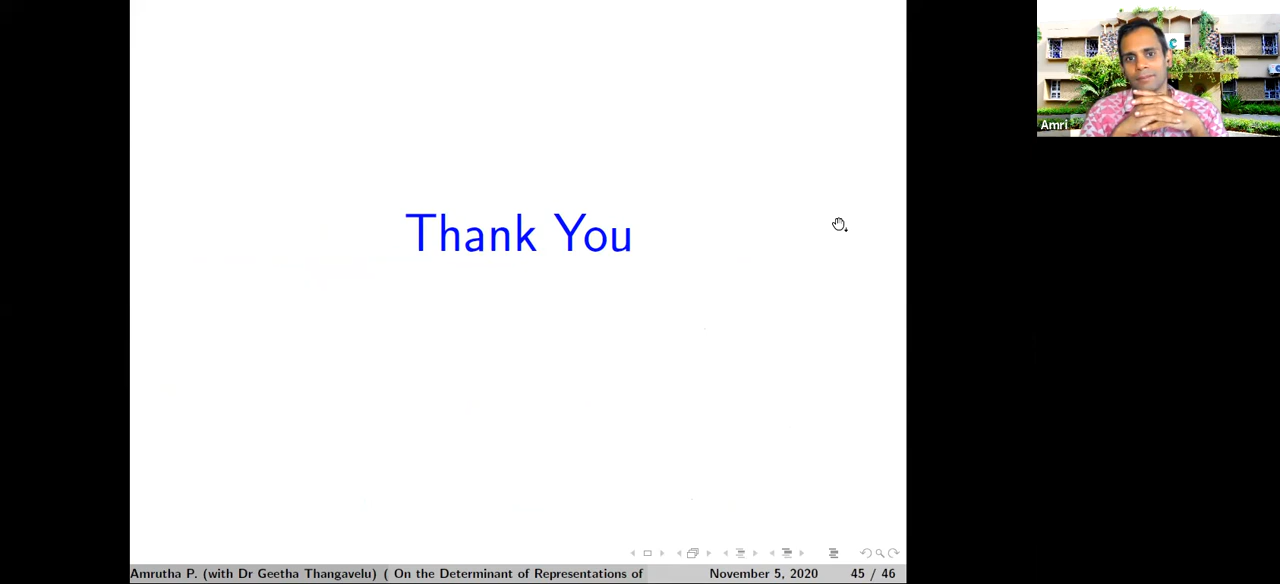 Amri
Thank You
Amrutha P. (with Dr Geetha Thangavelu) ( On the Determinant of Representations of
November 5, 2020
45 / 46